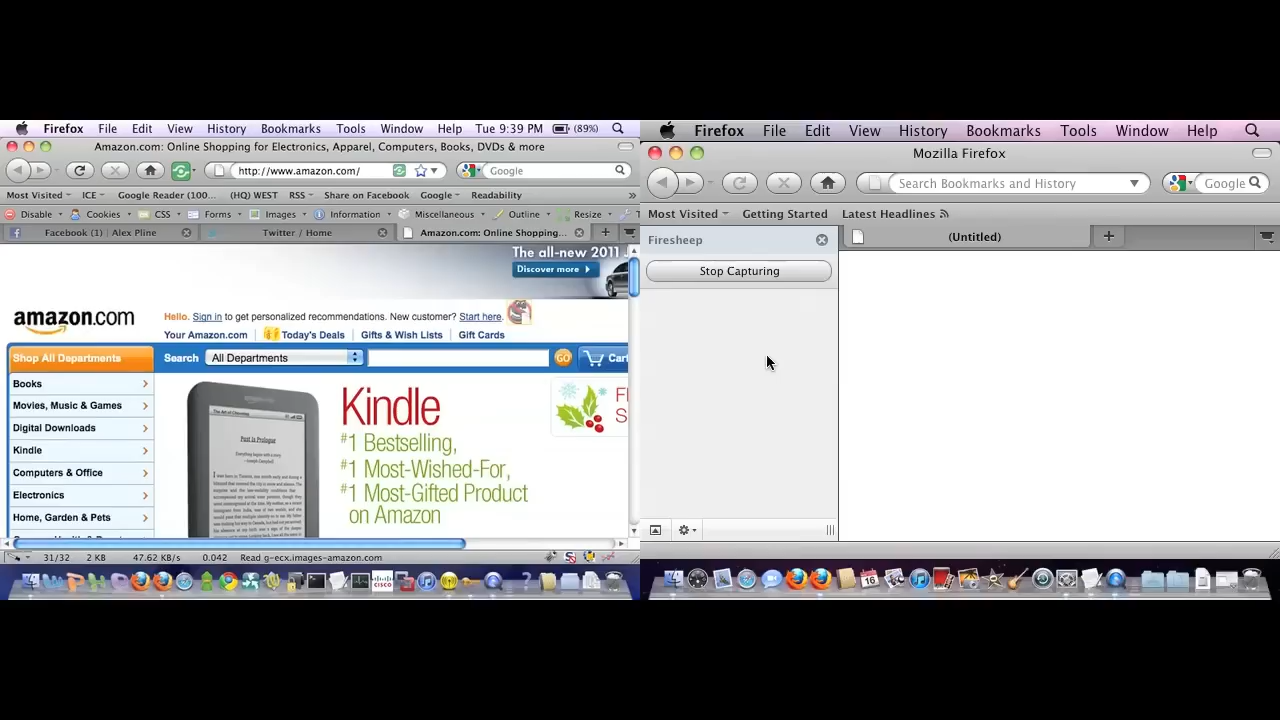 Firefox File Edit View History Bookmarks Tools Window Help Tue 9:39 PM (89%)
Amazon.com: Online Shopping for Electronics, Apparel, Computers, Books, DVDs & more
http://www.amazon.com/ Google
Most Visited ICE Google Reader (100... (HQ) WEST RSS Share on Facebook Google Readability
Disable Cookies CSS Forms Images Information Miscellaneous Outline Resize
Facebook (1) | Alex Pline Twitter / Home Amazon.com: Online Shopping...
The all-new 2011 J
Discover more
amazon.com
Hello. Sign in to get personalized recommendations. New customer? Start here.
Your Amazon.com Today's Deals Gifts & Wish Lists Gift Cards
Shop All Departments Search All Departments GO Cart
Books
Movies, Music & Games
Digital Downloads
Kindle
Computers & Office
Electronics
Home, Garden & Pets
Kindle
#1 Bestselling,
#1 Most-Wished-For,
#1 Most-Gifted Product
on Amazon
F
S
31/32 2 KB 47.62 KB/s 0.042 Read g-ecx.images-amazon.com
Firefox File Edit View History Bookmarks Tools Window Help
Mozilla Firefox
Search Bookmarks and History Google
Most Visited Getting Started Latest Headlines
Firesheep (Untitled)
Stop Capturing
16